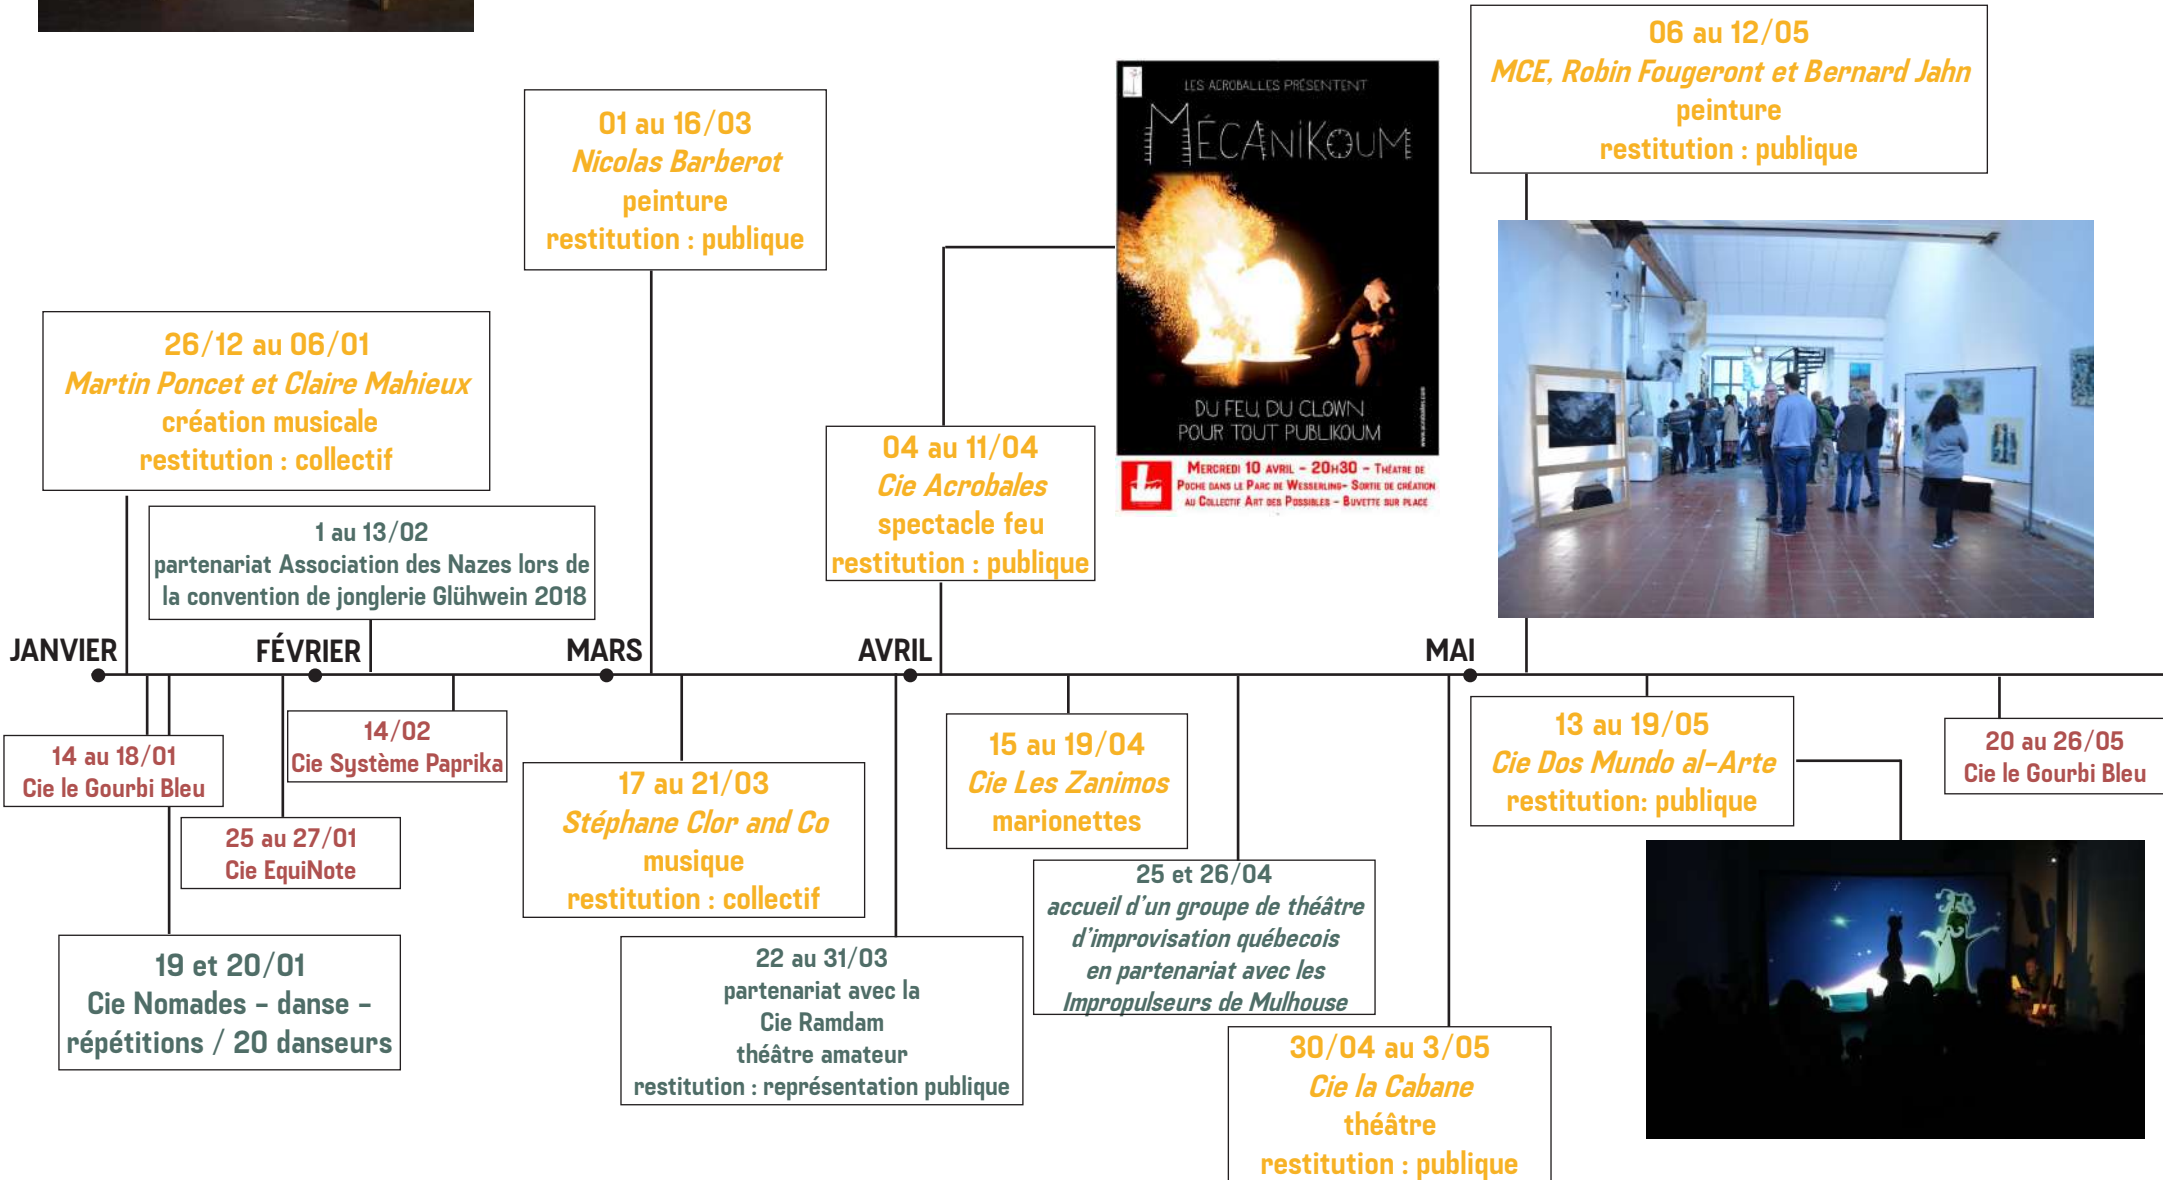 06 au 12/05
MCE, Robin Fougeront et Bernard Jahn
peinture
restitution : publique
01 au 16/03
Nicolas Barberot
peinture
restitution : publique
LES ACROBALLES PRÉSENTENT
MÉCANIKOUM
DU FEU, DU CLOWN
POUR TOUT PUBLIKOUM
www.acroballes.com
MERCREDI 10 AVRIL - 20H30 - THÉATRE DE
POCHE DANS LE PARC DE WESSERLING- SORTIE DE CRÉATION
AU COLLECTIF ART DES POSSIBLES - BUVETTE SUR PLACE
26/12 au 06/01
Martin Poncet et Claire Mahieux
création musicale
restitution : collectif
04 au 11/04
Cie Acrobales
spectacle feu
restitution : publique
1 au 13/02
partenariat Association des Nazes lors de
la convention de jonglerie Glühwein 2018
JANVIER
FÉVRIER
MARS
AVRIL
MAI
14 au 18/01
Cie le Gourbi Bleu
14/02
Cie Système Paprika
25 au 27/01
Cie EquiNote
17 au 21/03
Stéphane Clor and Co
musique
restitution : collectif
15 au 19/04
Cie Les Zanimos
marionettes
13 au 19/05
Cie Dos Mundo al-Arte
restitution: publique
20 au 26/05
Cie le Gourbi Bleu
19 et 20/01
Cie Nomades - danse -
répétitions / 20 danseurs
22 au 31/03
partenariat avec la
Cie Ramdam
théâtre amateur
restitution : représentation publique
25 et 26/04
accueil d'un groupe de théâtre
d'improvisation québecois
en partenariat avec les
Impropulseurs de Mulhouse
30/04 au 3/05
Cie la Cabane
théâtre
restitution : publique